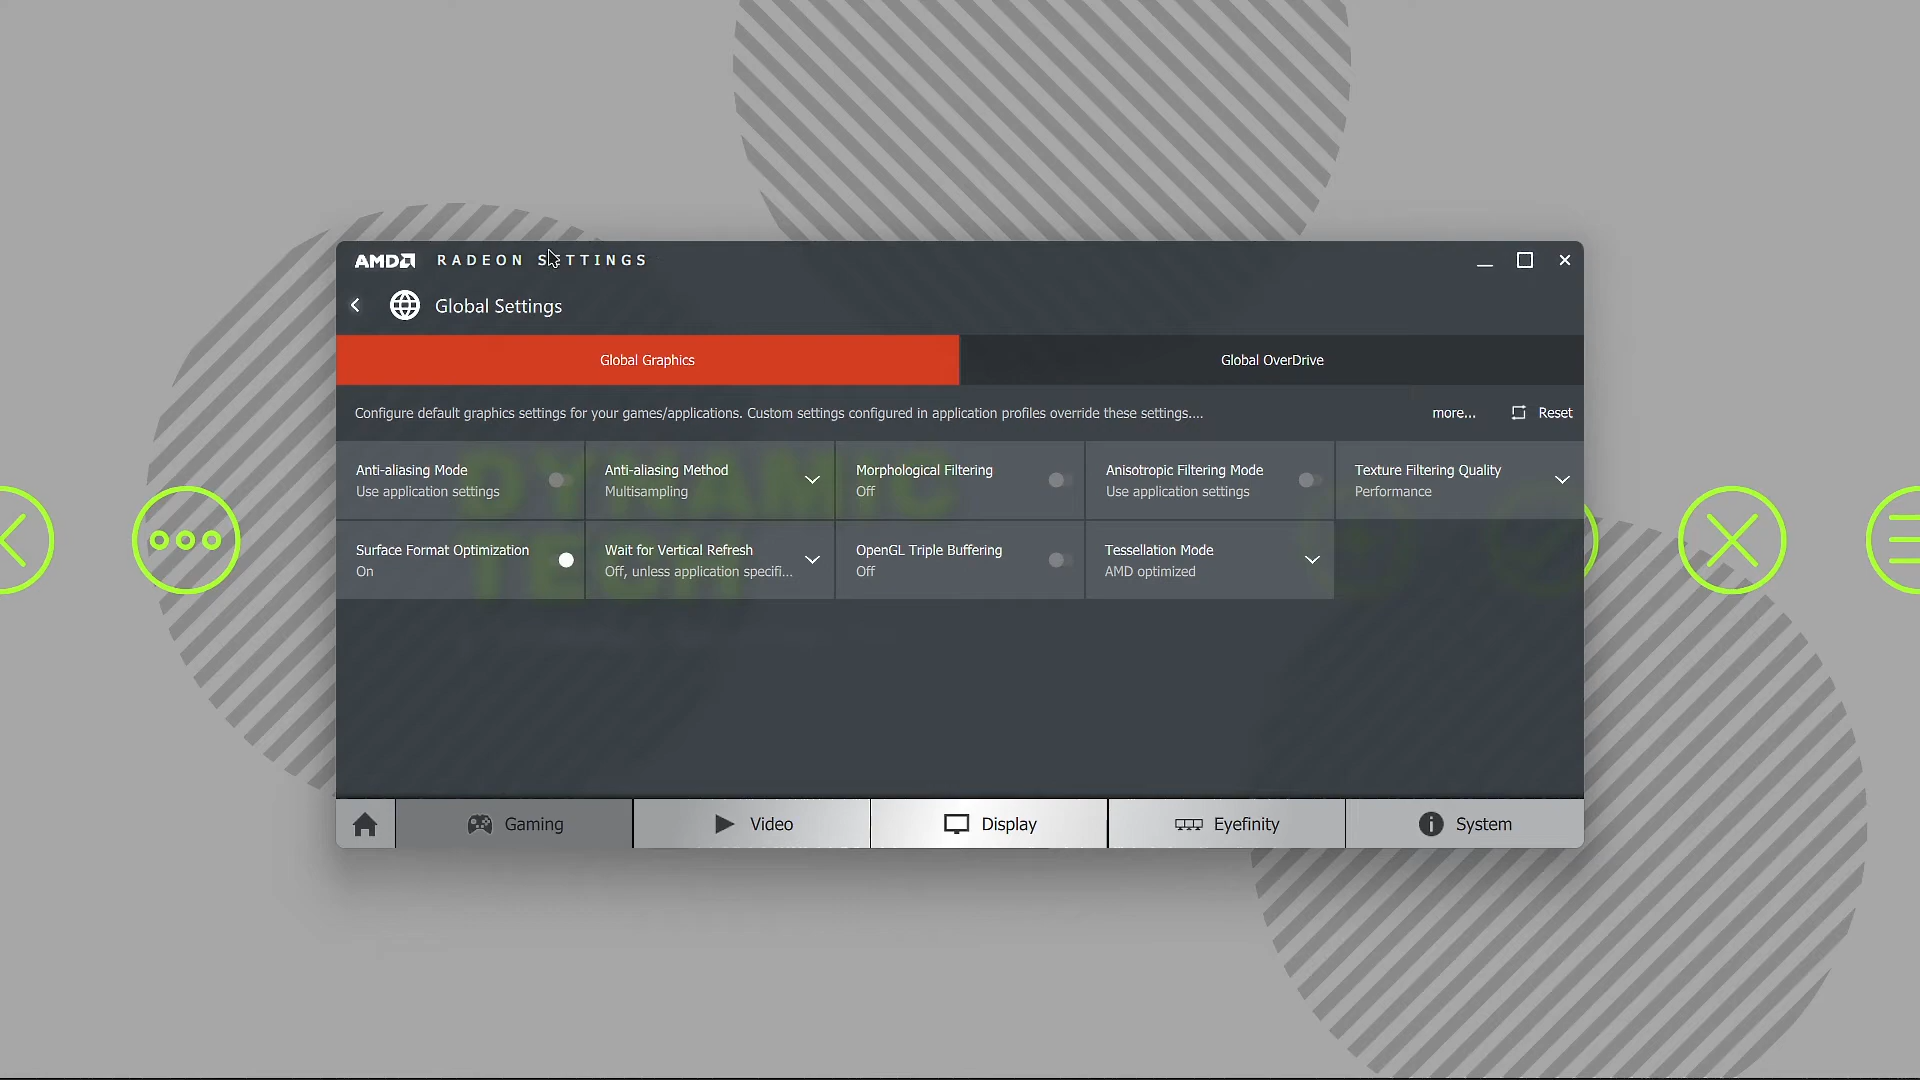 AMD RADEON SETTINGS
Global Settings
Global Graphics
Global OverDrive
Configure default graphics settings for your games/applications. Custom settings configured in application profiles override these settings....
more...
Reset
Anti-aliasing Mode
Use application settings
Anti-aliasing Method
Multisampling
Morphological Filtering
Off
Anisotropic Filtering Mode
Use application settings
Texture Filtering Quality
Performance
Surface Format Optimization
On
Wait for Vertical Refresh
Off, unless application specifi...
OpenGL Triple Buffering
Off
Tessellation Mode
AMD optimized
DYNAMIC
TECH
Gaming
Video
Display
Eyefinity
System